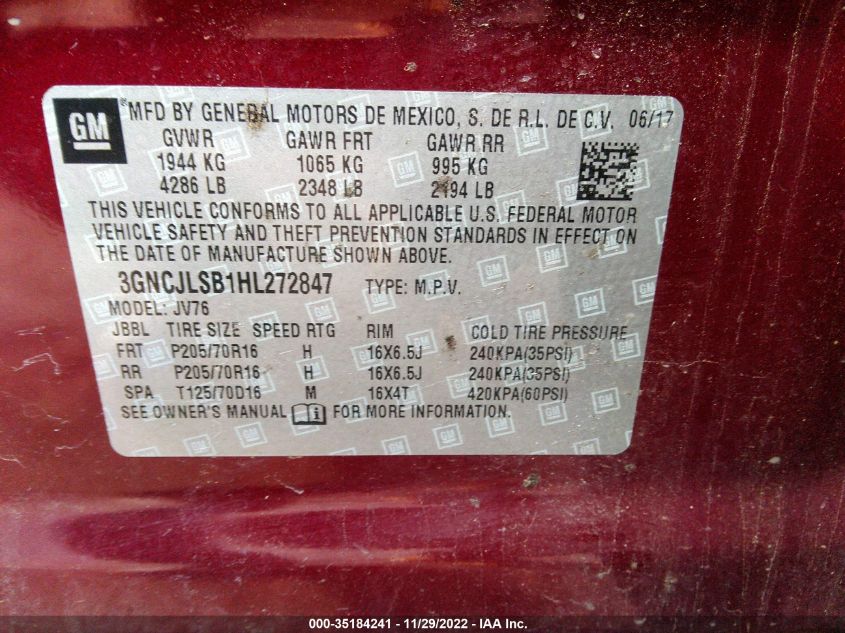 GM ® MFD BY GENERAL MOTORS DE MEXICO, S. DE R.L. DE C.V. 06/17
GVWR GAWR FRT GAWR RR
1944 KG 1065 KG 995 KG
4286 LB 2348 LB 2194 LB
THIS VEHICLE CONFORMS TO ALL APPLICABLE U.S. FEDERAL MOTOR
VEHICLE SAFETY AND THEFT PREVENTION STANDARDS IN EFFECT ON
THE DATE OF MANUFACTURE SHOWN ABOVE.
3GNCJLSB1HL272847 TYPE: M.P.V.
MODEL: JV76
JBBL TIRE SIZE SPEED RTG RIM COLD TIRE PRESSURE
FRT P205/70R16 H 16X6.5J 240KPA(35PSI)
RR P205/70R16 H 16X6.5J 240KPA(35PSI)
SPA T125/70D16 M 16X4T 420KPA(60PSI)
SEE OWNER'S MANUAL FOR MORE INFORMATION.
000-35184241 - 11/29/2022 - IAA Inc.